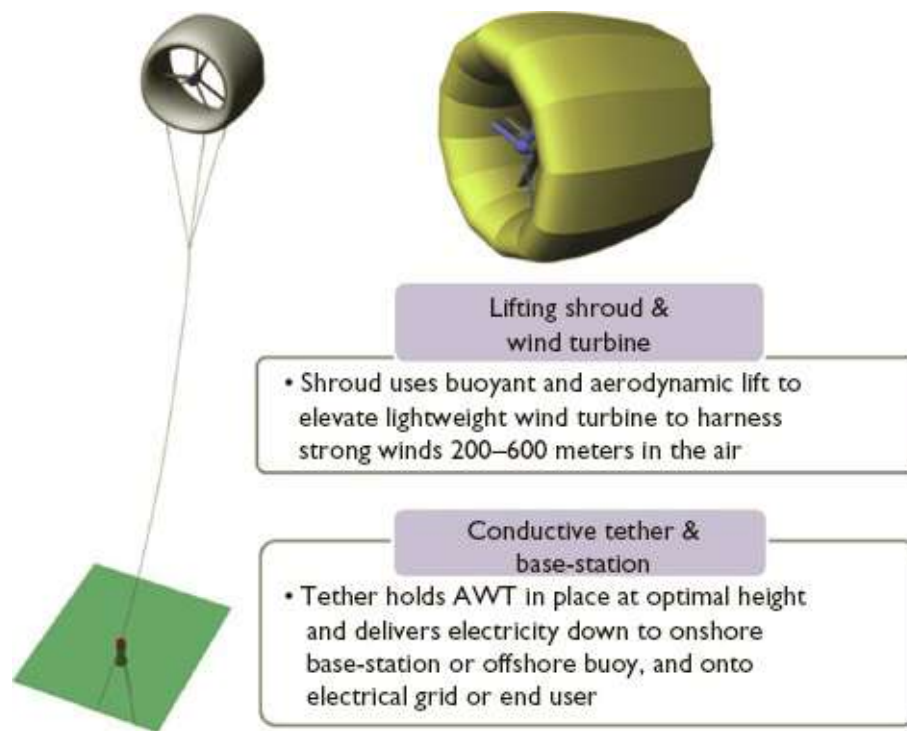 Lifting shroud &
wind turbine
• Shroud uses buoyant and aerodynamic lift to
elevate lightweight wind turbine to harness
strong winds 200–600 meters in the air
Conductive tether &
base-station
• Tether holds AWT in place at optimal height
and delivers electricity down to onshore
base-station or offshore buoy, and onto
electrical grid or end user